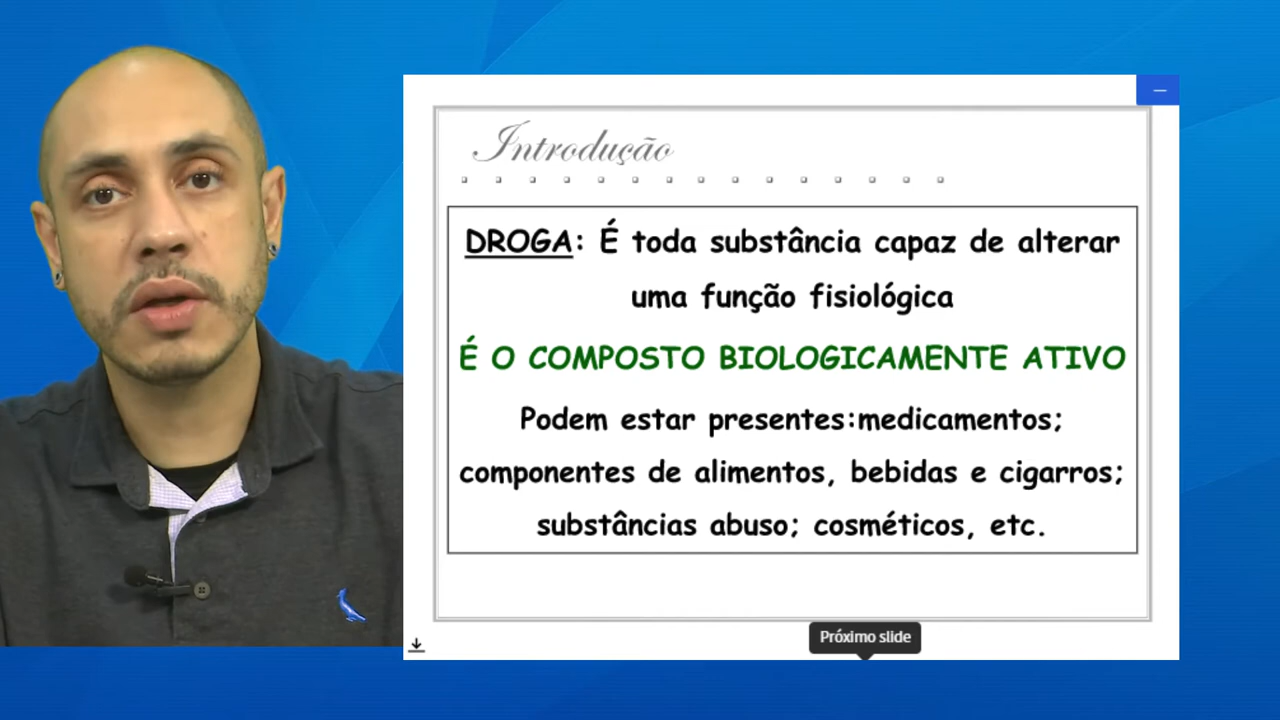 Introdução
DROGA: É toda substância capaz de alterar
uma função fisiológica
É O COMPOSTO BIOLOGICAMENTE ATIVO
Podem estar presentes:medicamentos;
componentes de alimentos, bebidas e cigarros;
substâncias abuso; cosméticos, etc.
Próximo slide